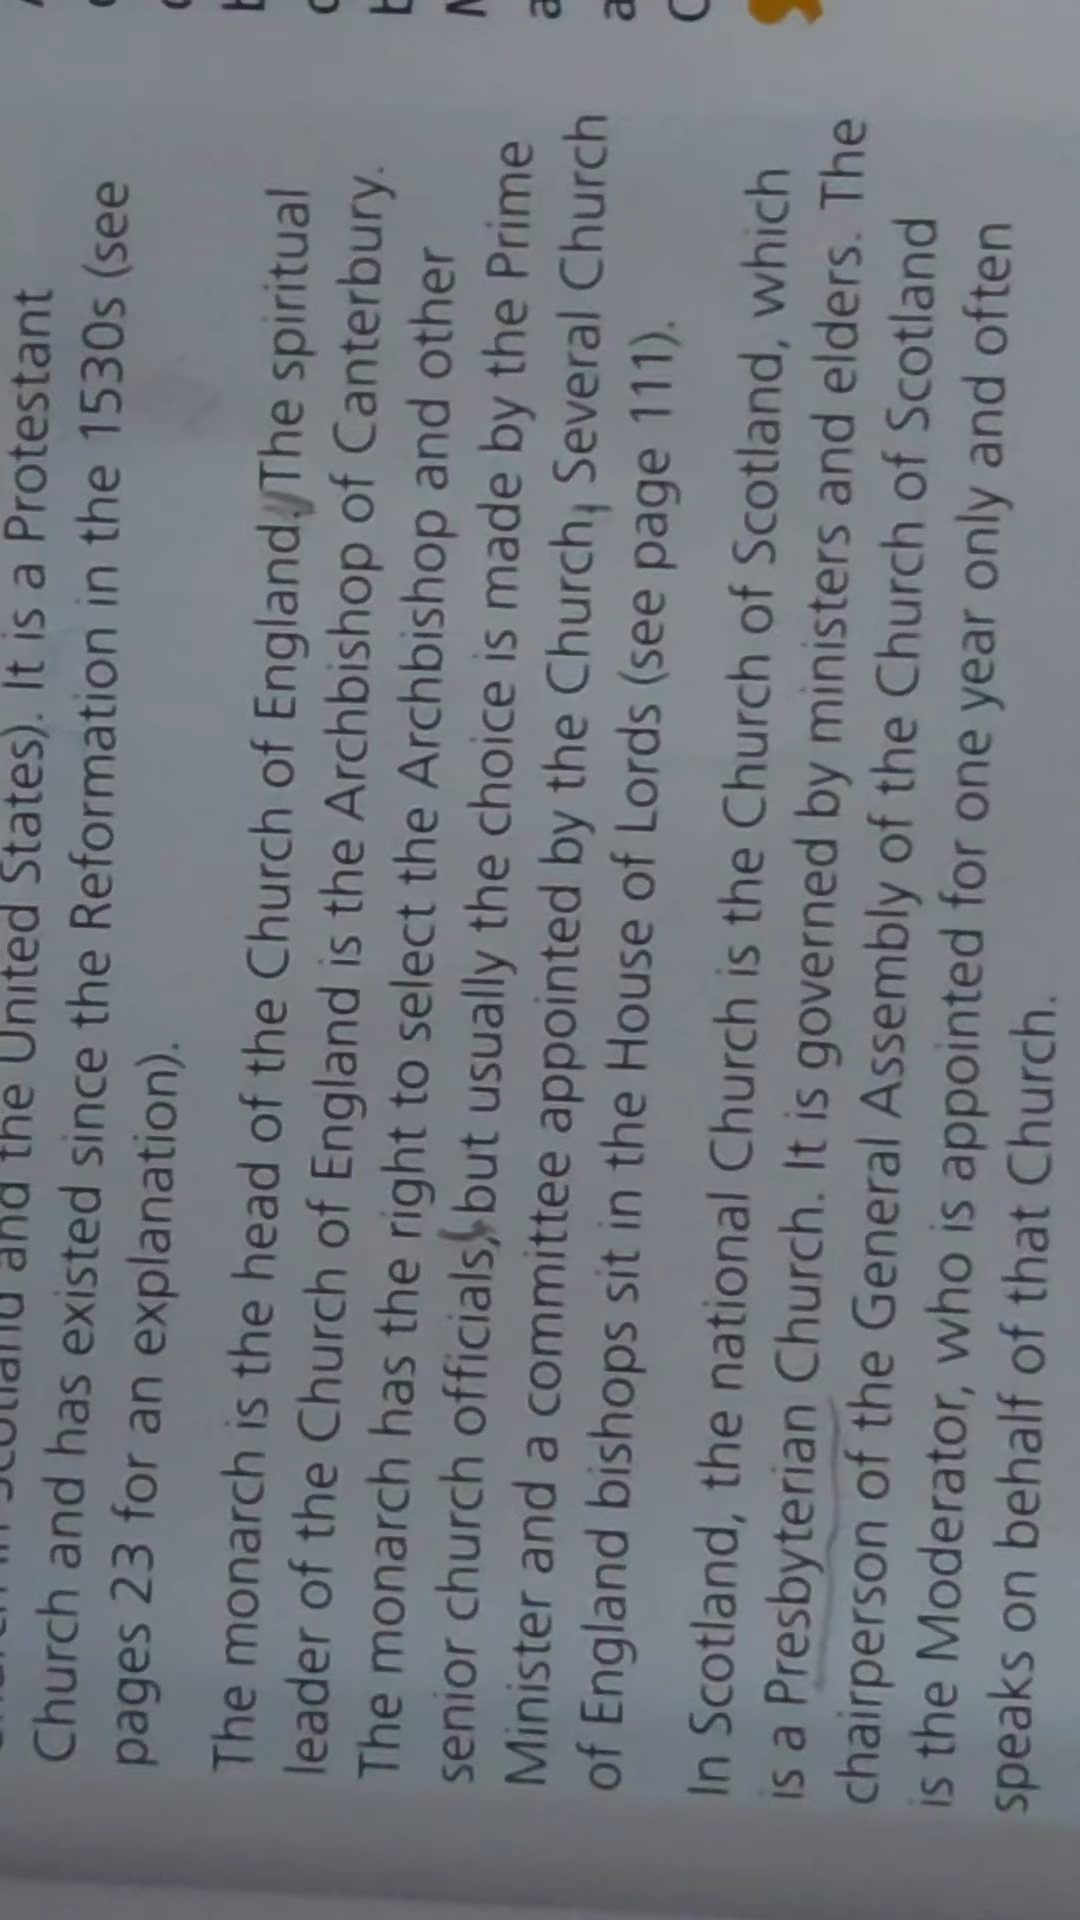 and the United States). It is a Protestant
Church and has existed since the Reformation in the 1530s (see
pages 23 for an explanation).
The monarch is the head of the Church of England. The spiritual
leader of the Church of England is the Archbishop of Canterbury.
The monarch has the right to select the Archbishop and other
senior church officials, but usually the choice is made by the Prime
Minister and a committee appointed by the Church. Several Church
of England bishops sit in the House of Lords (see page 111).
In Scotland, the national Church is the Church of Scotland, which
is a Presbyterian Church. It is governed by ministers and elders. The
chairperson of the General Assembly of the Church of Scotland
is the Moderator, who is appointed for one year only and often
speaks on behalf of that Church.